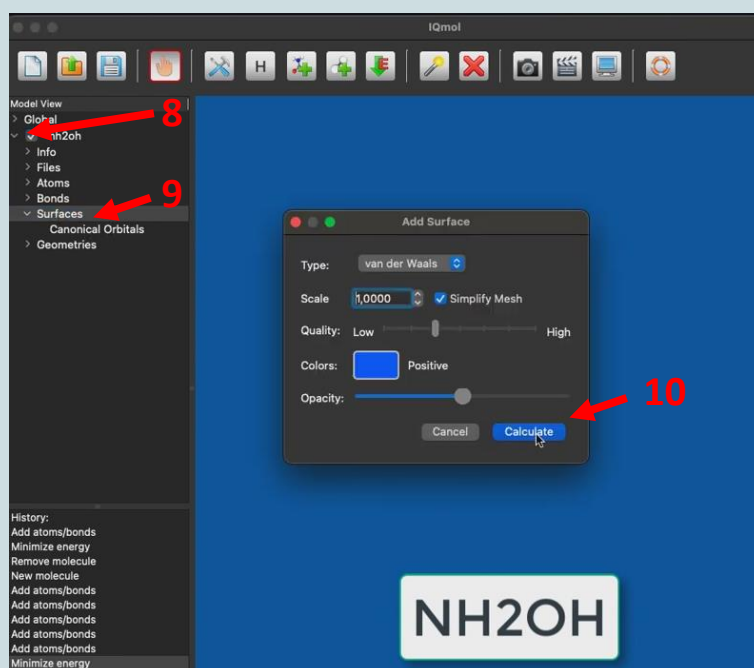 IQmol
H
Model View
Global
8
nh2oh
Info
Files
Atoms
Bonds
9
Surfaces
Canonical Orbitals
Geometries
Add Surface
Type: van der Waals
Scale 1,0000 Simplify Mesh
Quality: Low High
Colors: Positive
Opacity:
10
Cancel Calculate
History:
Add atoms/bonds
Minimize energy
Remove molecule
New molecule
Add atoms/bonds
Add atoms/bonds
Add atoms/bonds
Add atoms/bonds
Add atoms/bonds
Minimize energy
NH2OH